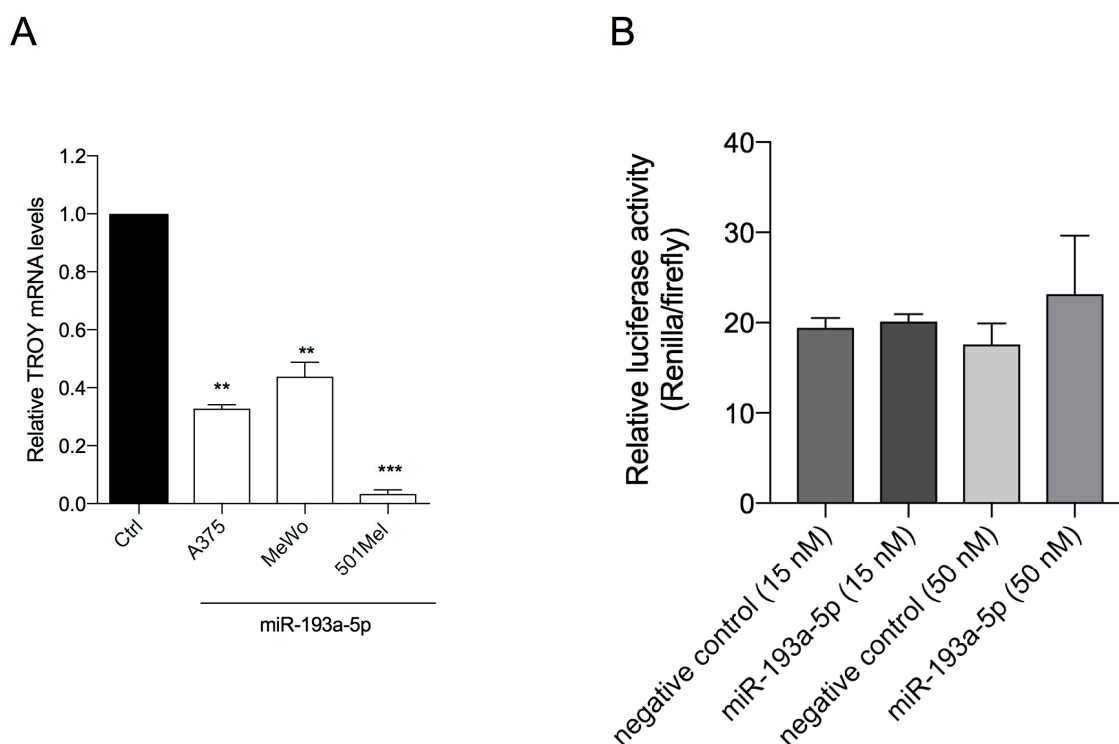 A
B
Relative TROY mRNA levels
1.2
1.0
0.8
0.6
0.4
0.2
0.0
**
**
***
Ctrl
A375
MeWo
501Mel
miR-193a-5p
Relative luciferase activity
(Renilla/firefly)
40
30
20
10
0
negative control (15 nM)
miR-193a-5p (15 nM)
negative control (50 nM)
miR-193a-5p (50 nM)